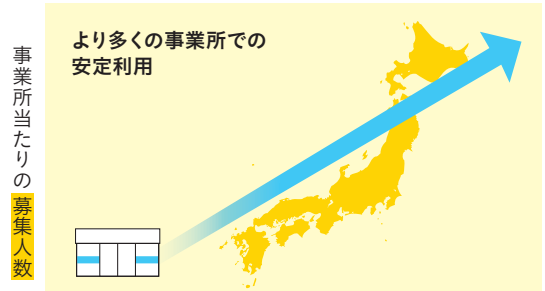 より多くの事業所での
安定利用
事業所当たりの募集人数